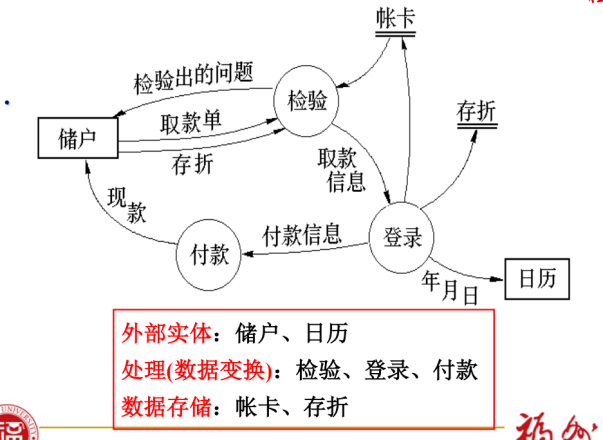 帐卡
检验出的问题
检验
存折
储户
取款单
存折
取款
信息
现
款
付款信息
登录
付款
年月日
日历
外部实体：储户、日历
处理(数据变换)：检验、登录、付款
数据存储：帐卡、存折